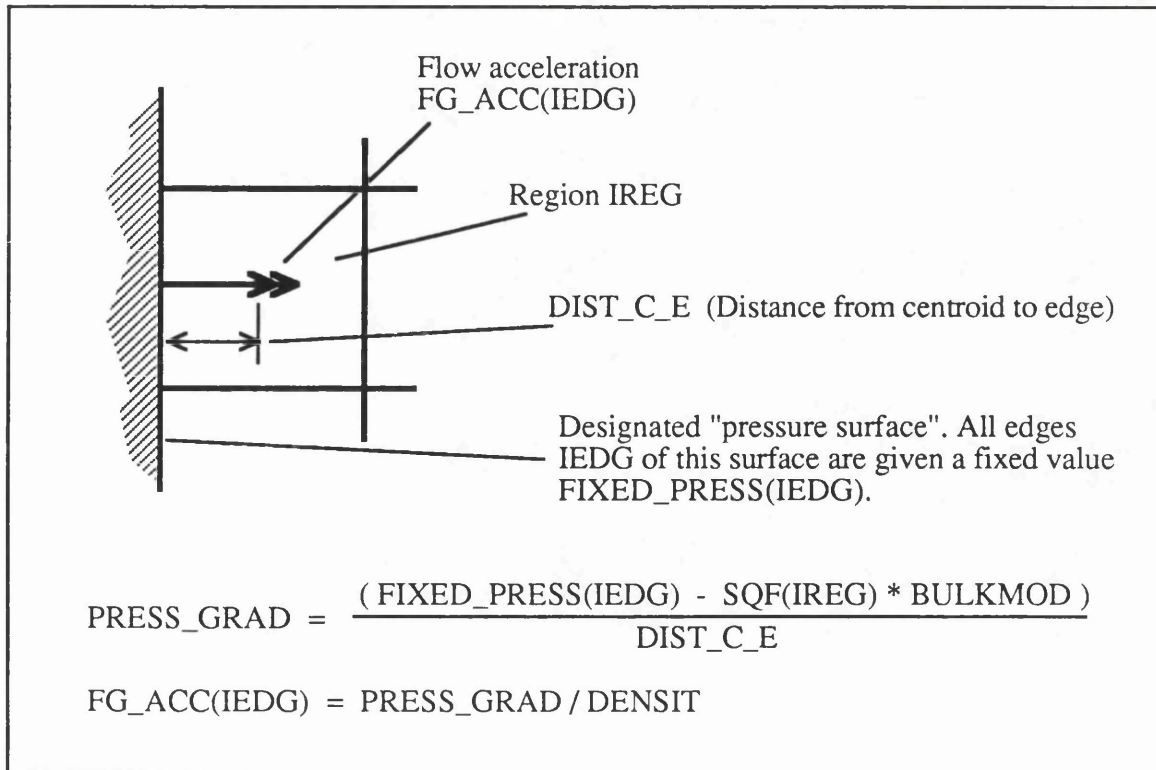 Flow acceleration
FG_ACC(IEDG)
Region IREG
DIST_C_E (Distance from centroid to edge)
Designated "pressure surface". All edges
IEDG of this surface are given a fixed value
FIXED_PRESS(IEDG).
( FIXED_PRESS(IEDG) - SQF(IREG) * BULKMOD )
PRESS_GRAD =
DIST_C_E
FG_ACC(IEDG) = PRESS_GRAD / DENSIT